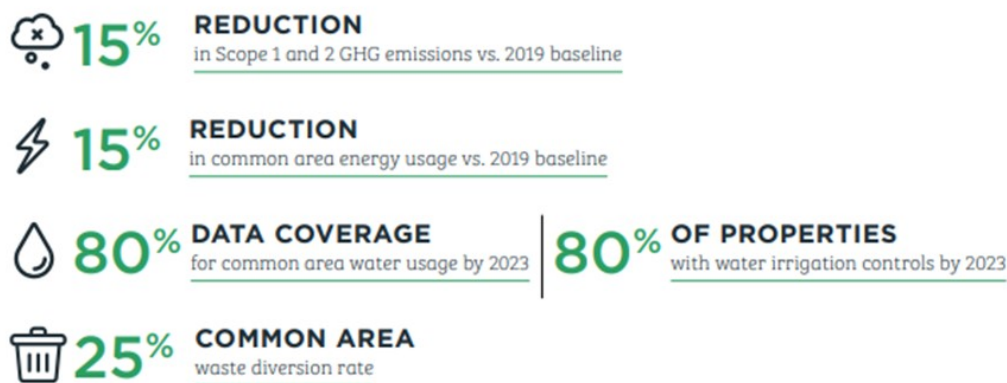 15% REDUCTION
in Scope 1 and 2 GHG emissions vs. 2019 baseline
15% REDUCTION
in common area energy usage vs. 2019 baseline
80% DATA COVERAGE
for common area water usage by 2023
80% OF PROPERTIES
with water irrigation controls by 2023
25% COMMON AREA
waste diversion rate